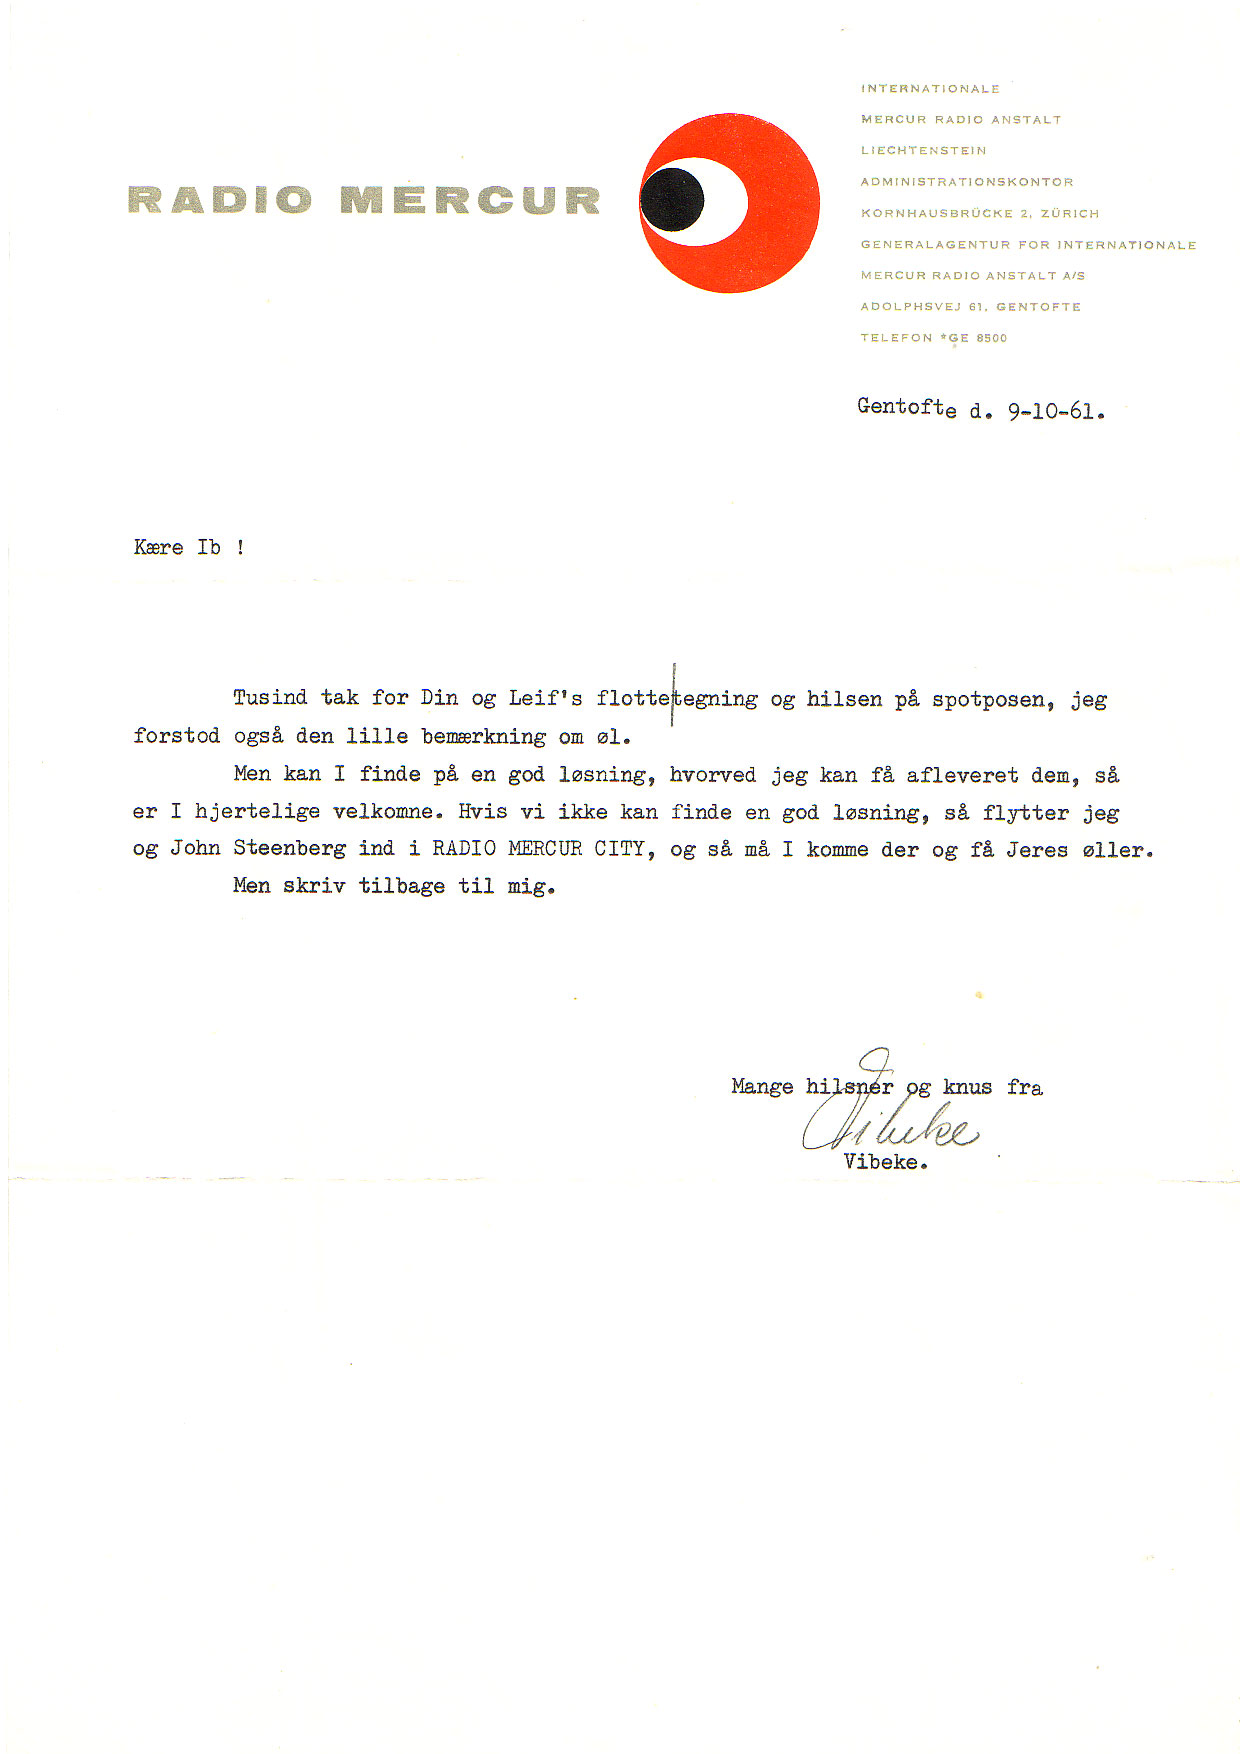 RADIO MERCUR
INTERNATIONALE
MERCUR RADIO ANSTALT
LIECHTENSTEIN
ADMINISTRATIONSKONTOR
KORNHAUSBRÜCKE 2, ZÜRICH
GENERALAGENTUR FOR INTERNATIONALE
MERCUR RADIO ANSTALT A/S
ADOLPHSVEJ 61, GENTOFTE
TELEFON *GE 8500
Gentofte d. 9-10-61.
Kære Ib !
Tusind tak for Din og Leif's flotte|tegning og hilsen på spotposen, jeg
forstod også den lille bemærkning om øl.
Men kan I finde på en god løsning, hvorved jeg kan få afleveret dem, så
er I hjertelige velkomne. Hvis vi ikke kan finde en god løsning, så flytter jeg
og John Steenberg ind i RADIO MERCUR CITY, og så må I komme der og få Jeres øller.
Men skriv tilbage til mig.
Mange hilsner og knus fra
Vibeke
Vibeke.